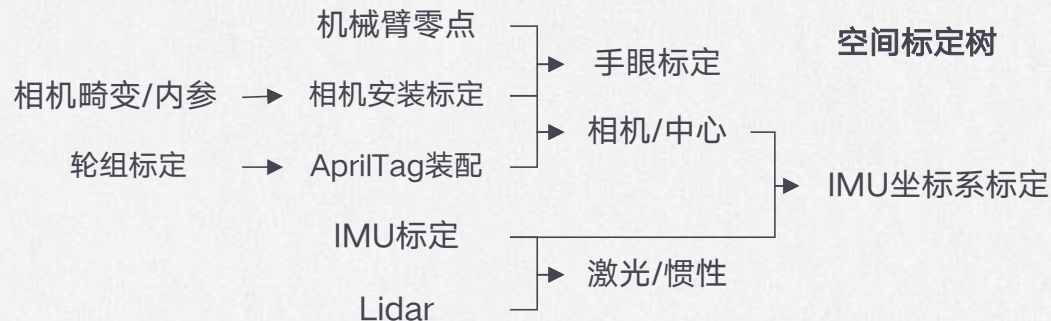 机械臂零点
空间标定树
手眼标定
相机畸变/内参
相机安装标定
相机/中心
轮组标定
AprilTag装配
IMU坐标系标定
IMU标定
激光/惯性
Lidar